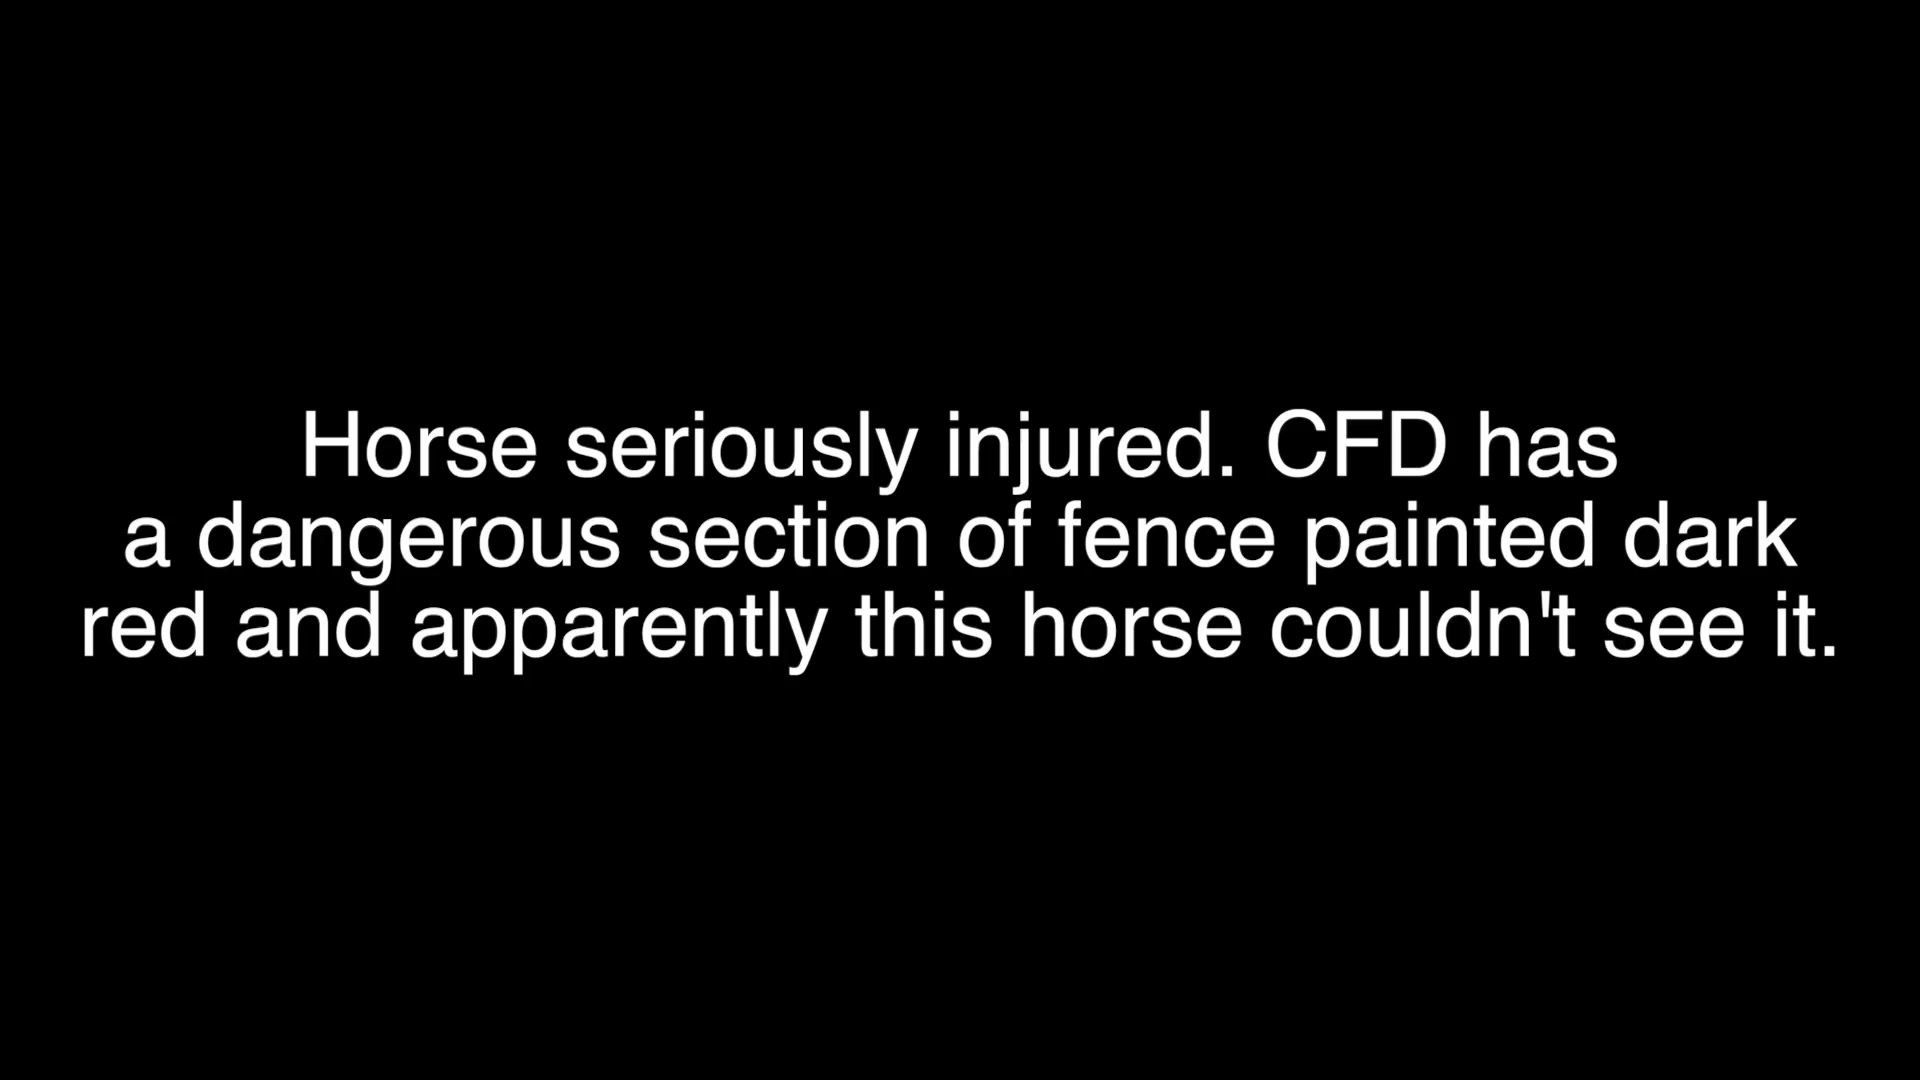 Horse seriously injured. CFD has
a dangerous section of fence painted dark
red and apparently this horse couldn't see it.